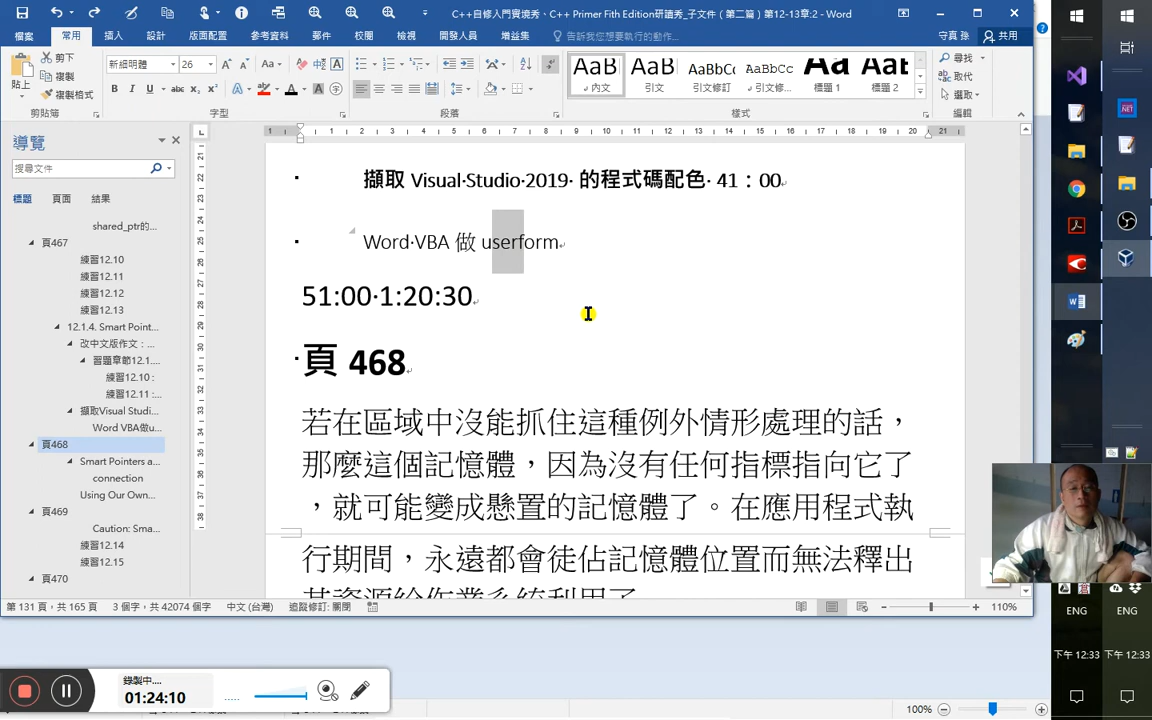 C++自修入門實境秀、C++ Primer Fifth Edition研讀秀_子文件（第二篇）第12-13章:2 - Word
檔案 常用 插入 設計 版面配置 參考資料 郵件 校閱 檢視 開發人員 增益集 告訴我您想要執行的動作... 守真 孫 共用
貼上 剪下 複製 複製格式
新細明體 26
內文 引文 引文修訂 引文修... 標題 1 標題 2
尋找 取代 選取
剪貼簿 字型 段落 樣式 編輯
導覽
搜尋文件
標題 頁面 結果
shared_ptr的...
頁467
練習12.10
練習12.11
練習12.12
練習12.13
12.1.4. Smart Point...
改中文版作文：...
習題章節12.1....
練習12.10 :
練習12.11 :...
擷取Visual Studi...
Word VBA做u...
頁468
Smart Pointers a...
connection
Using Our Own...
頁469
Caution: Sma...
練習12.14
練習12.15
頁470
擷取 Visual·Studio·2019· 的程式碼配色· 41：00
Word·VBA 做 userform
51:00·1:20:30
頁 468
若在區域中沒能抓住這種例外情形處理的話，
那麼這個記憶體，因為沒有任何指標指向它了
，就可能變成懸置的記憶體了。在應用程式執
行期間，永遠都會徒佔記憶體位置而無法釋出
其資源給作業系統利用了
第 131 頁，共 165 頁 3 個字，共 42074 個字 中文 (台灣) 追蹤修訂: 關閉 110%
錄製中...
01:24:10
100%
ENG ENG
下午 12:33 下午 12:33